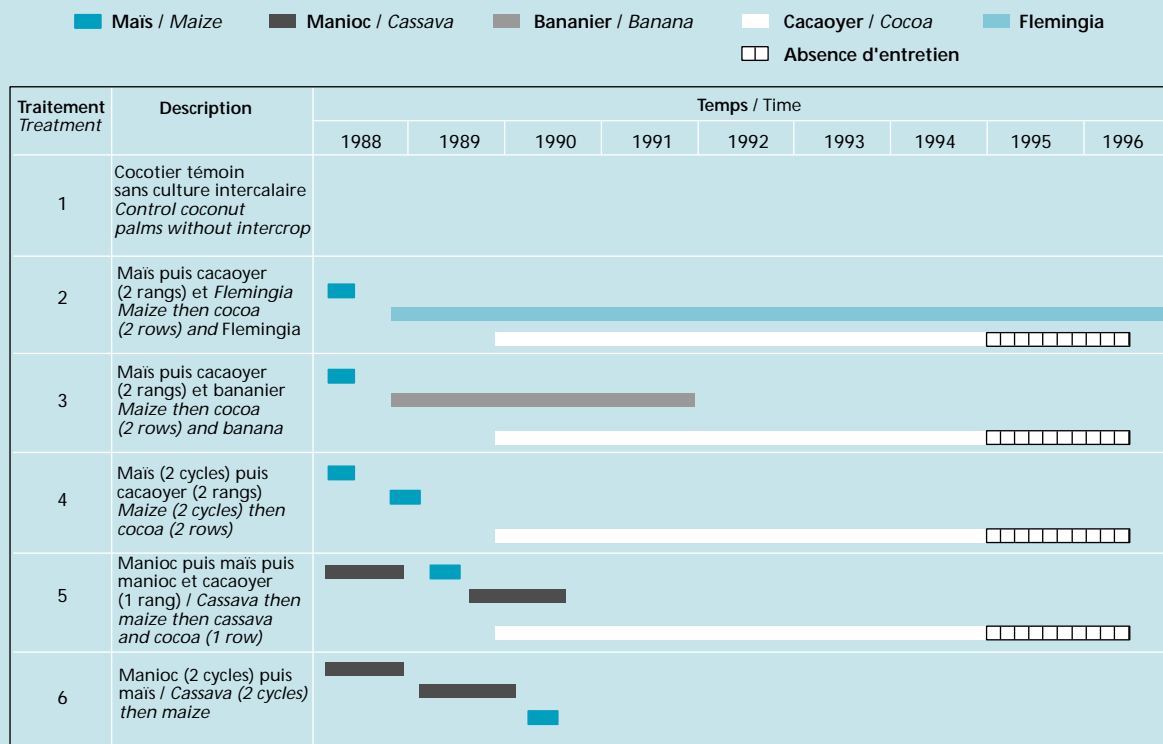 Maïs / Maize
Manioc / Cassava
Bananier / Banana
Cacaoyer / Cocoa
Flemingia
Absence d'entretien
Traitement
Treatment
Description
Temps / Time
1988 1989 1990 1991 1992 1993 1994 1995 1996
1
Cocotier témoin
sans culture intercalaire
Control coconut
palms without intercrop
2
Maïs puis cacaoyer
(2 rangs) et Flemingia
Maize then cocoa
(2 rows) and Flemingia
3
Maïs puis cacaoyer
(2 rangs) et bananier
Maize then cocoa
(2 rows) and banana
4
Maïs (2 cycles) puis
cacaoyer (2 rangs)
Maize (2 cycles) then
cocoa (2 rows)
5
Manioc puis maïs puis
manioc et cacaoyer
(1 rang) / Cassava then
maize then cassava
and cocoa (1 row)
6
Manioc (2 cycles) puis
maïs / Cassava (2 cycles)
then maize